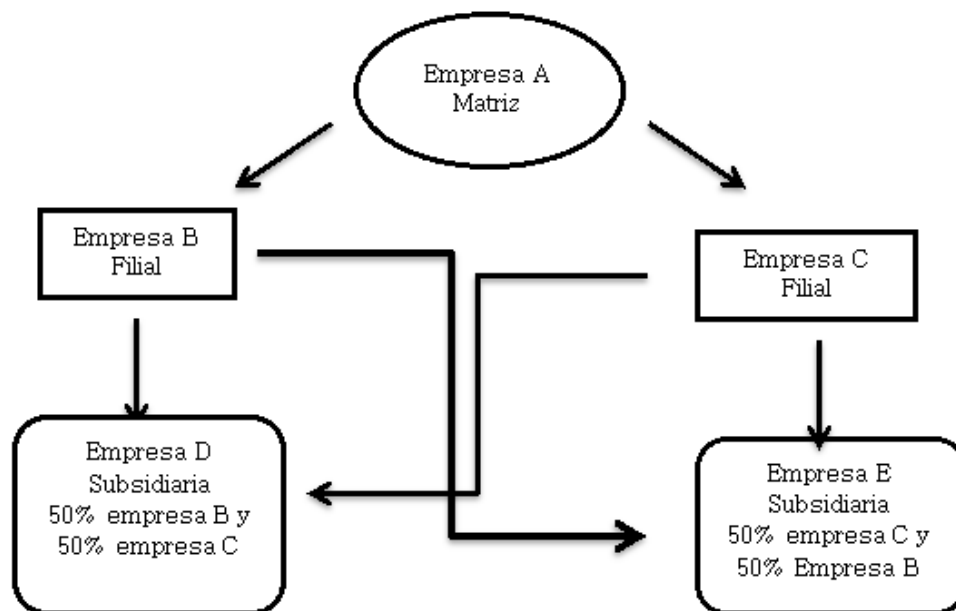 Empresa A
Matriz
Empresa B
Filial
Empresa C
Filial
Empresa D
Subsidiaria
50% empresa B y
50% empresa C
Empresa E
Subsidiaria
50% empresa C y
50% Empresa B